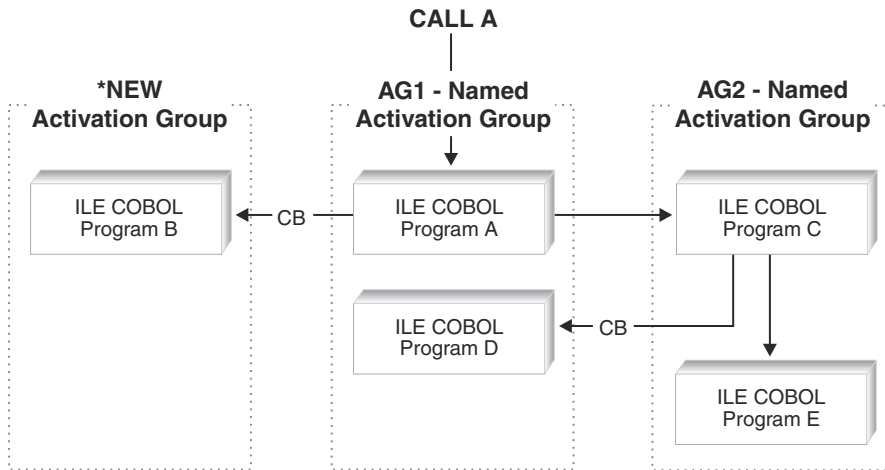 CALL A
*NEW
Activation Group
AG1 - Named
Activation Group
AG2 - Named
Activation Group
ILE COBOL
Program B
CB
ILE COBOL
Program A
ILE COBOL
Program C
ILE COBOL
Program D
CB
ILE COBOL
Program E